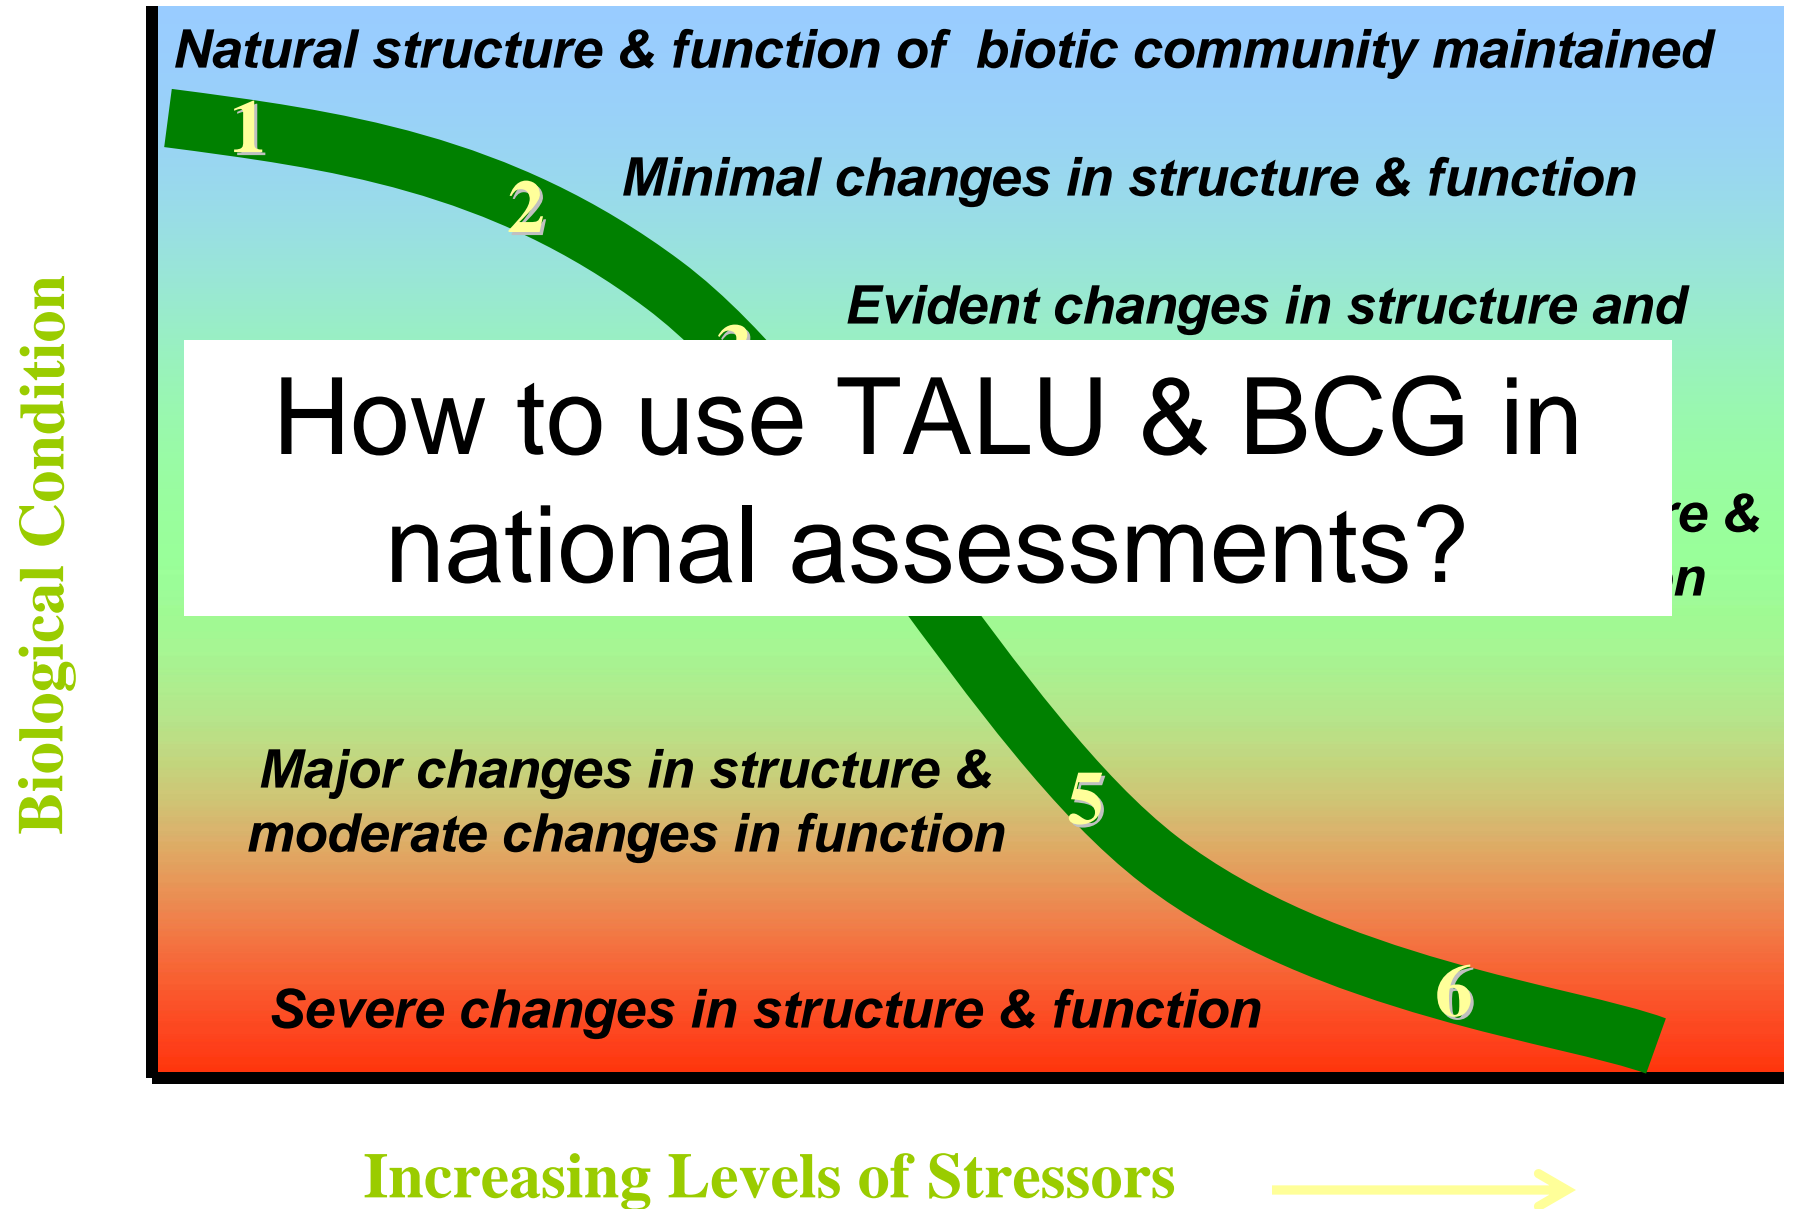 Natural structure & function of biotic community maintained
1
Minimal changes in structure & function
2
Evident changes in structure and
How to use TALU & BCG in
national assessments?
&
Major changes in structure &
moderate changes in function
5
Severe changes in structure & function
6
Biological Condition
Increasing Levels of Stressors